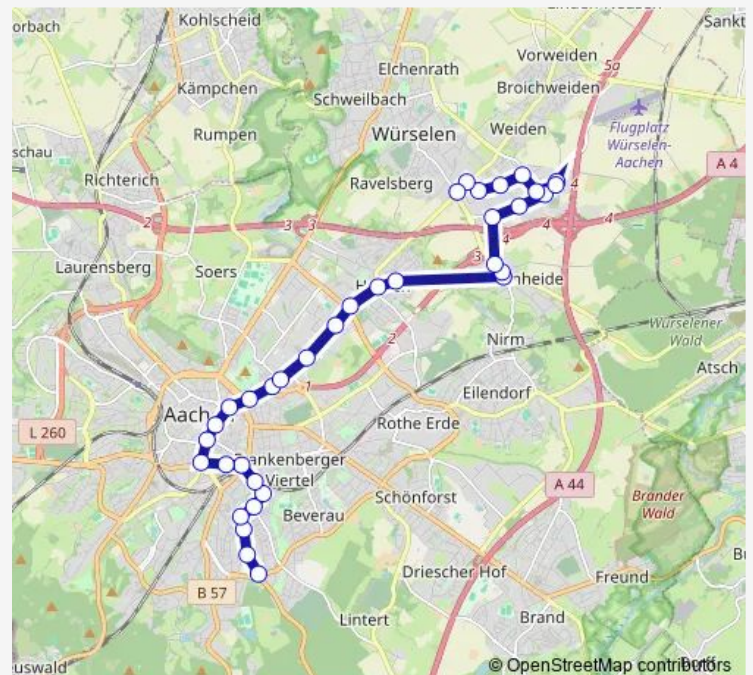 Kohlscheid
Sankt
Elchenrath
Vorweiden
5a
Kämpchen
Broichweiden
Schweilbach
Rumpen
Würselen
Weiden
Flugplatz
Würselen-
Aachen
A 4
Richterich
Ravelsberg
4
2
3
3
4
4
4
Laurensberg
Soers
3
Nirm
Würselener
Wald
2
Atsch
1
Eilendorf
L 260
Rothe Erde
A 44
Viertel
Schönforst
Brander
Wald
Beverau
Driescher Hof
Freund
B 57
Lintert
Brand
© OpenStreetMap contributors